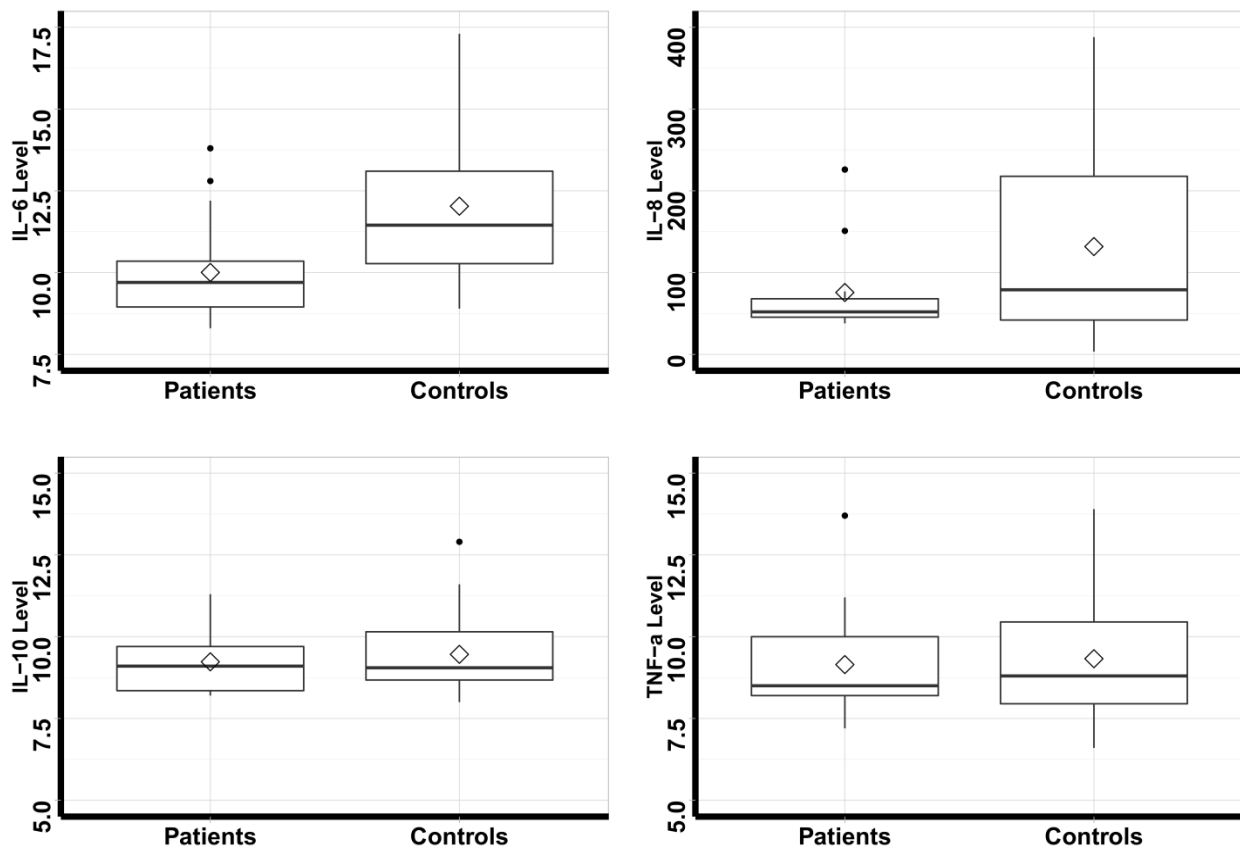 IL−6 Level
17.5
15.0
12.5
10.0
7.5
Patients
Controls
IL−8 Level
400
300
200
100
0
Patients
Controls
IL−10 Level
15.0
12.5
10.0
7.5
5.0
Patients
Controls
TNF−a Level
15.0
12.5
10.0
7.5
5.0
Patients
Controls